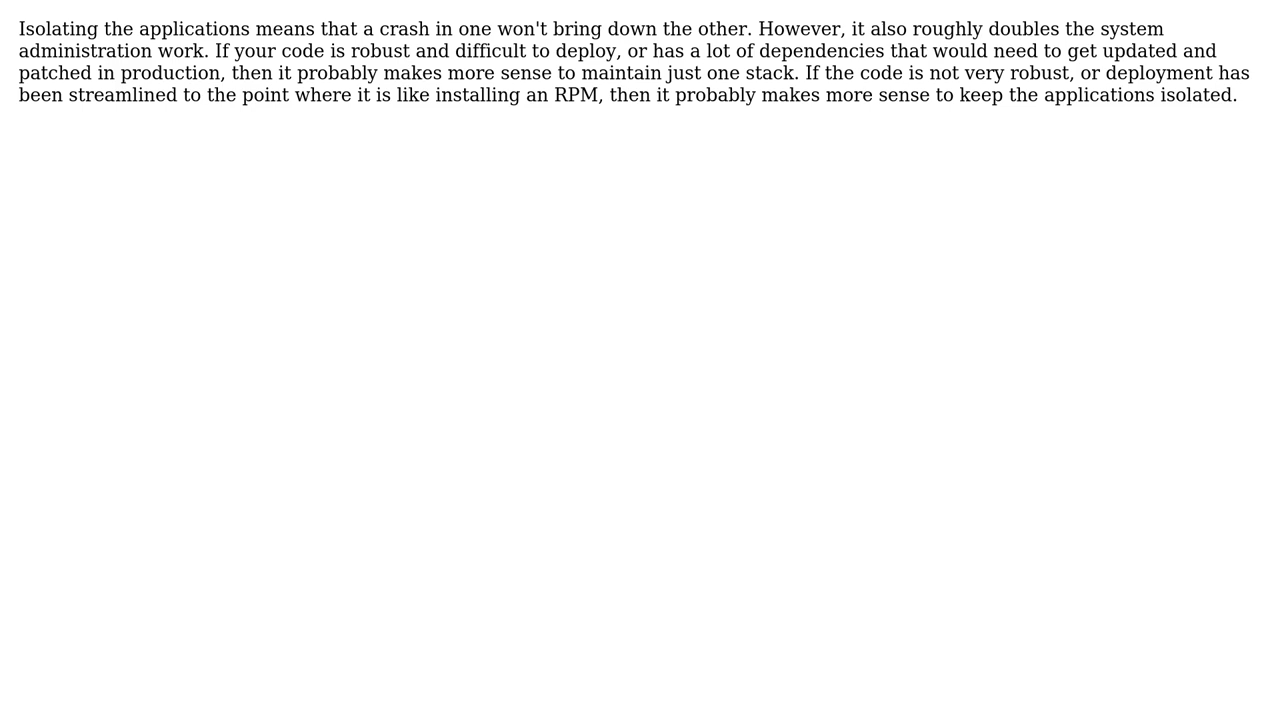 Isolating the applications means that a crash in one won't bring down the other. However, it also roughly doubles the system
administration work. If your code is robust and difficult to deploy, or has a lot of dependencies that would need to get updated and
patched in production, then it probably makes more sense to maintain just one stack. If the code is not very robust, or deployment has
been streamlined to the point where it is like installing an RPM, then it probably makes more sense to keep the applications isolated.